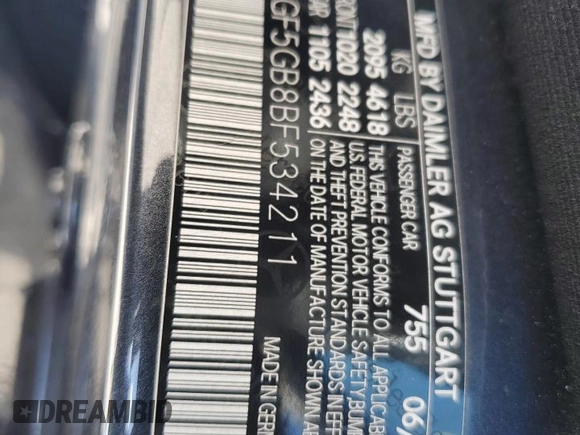 MFD BY DAIMLER AG STUTTGART
755 06/
KG LBS PASSENGER CAR
2095 4618 THIS VEHICLE CONFORMS TO ALL APPLICAB
1020 2248 U.S. FEDERAL MOTOR VEHICLE SAFETY, BUM
1105 2436 AND THEFT PREVENTION STANDARDS IN EFF
ON THE DATE OF MANUFACTURE SHOWN AB
GF5GB8BF534211
MADE IN GER
DREAMBID